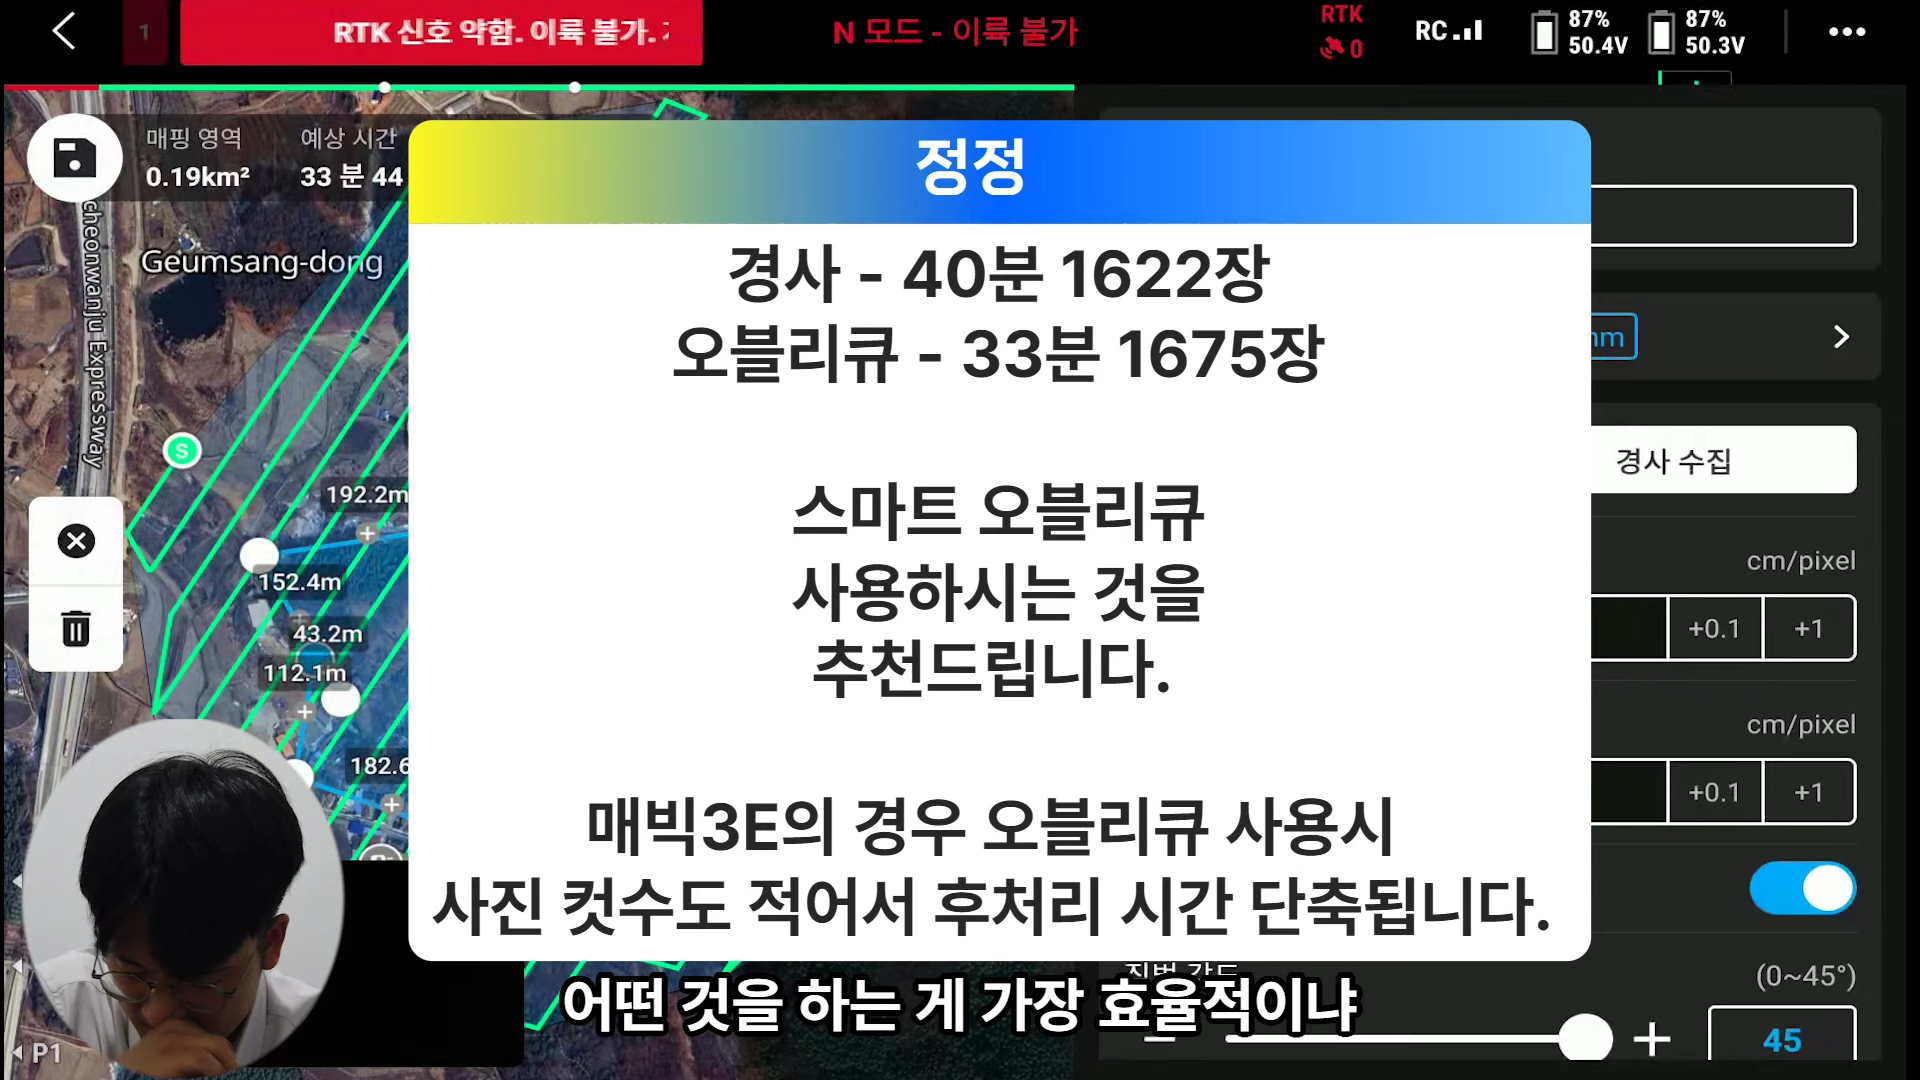 1
RTK 신호 약함. 이륙 불가.
N 모드 - 이륙 불가
RTK
0
RC
87%
50.4V
87%
50.3V
매핑 영역
0.19km²
예상 시간
33 분 44
cheonwanju Expressway
Geumsang-dong
S
192.2m
152.4m
43.2m
112.1m
182.6
P1
정정
경사 - 40분 1622장
오블리큐 - 33분 1675장
스마트 오블리큐
사용하시는 것을
추천드립니다.
매빅3E의 경우 오블리큐 사용시
사진 컷수도 적어서 후처리 시간 단축됩니다.
경사 수집
cm/pixel
+0.1
+1
cm/pixel
+0.1
+1
(0~45°)
45
어떤 것을 하는 게 가장 효율적이냐